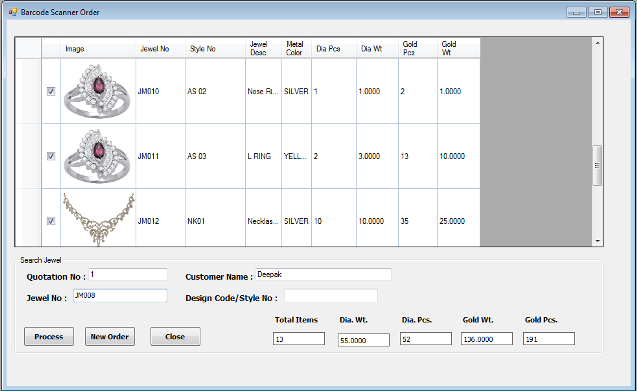 Barcode Scanner Order
Image Jewel No Style No Jewel Desc Metal Color Dia Pcs Dia Wt Gold Pcs Gold Wt
JM010 AS 02 Nose Ri... SILVER 1 1.0000 2 1.0000
JM011 AS 03 L RING YELL... 2 3.0000 13 10.0000
JM012 NK01 Necklas... SILVER 10 10.0000 35 25.0000
Search Jewel
Quotation No : 1 Customer Name : Deepak
Jewel No : JM008 Design Code/Style No :
Total Items Dia. Wt. Dia. Pcs. Gold Wt. Gold Pcs.
Process New Order Close 13 55.0000 52 136.0000 191